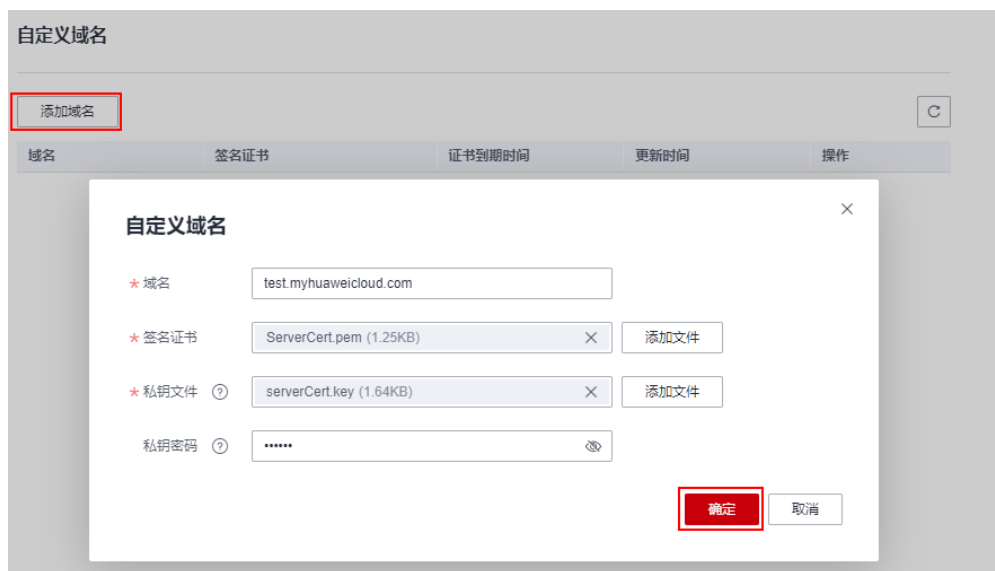 自定义域名
添加域名
域名 签名证书 证书到期时间 更新时间 操作
自定义域名
* 域名 test.myhuaweicloud.com
* 签名证书 ServerCert.pem (1.25KB) 添加文件
* 私钥文件 ? serverCert.key (1.64KB) 添加文件
私钥密码 ? ••••••
确定 取消